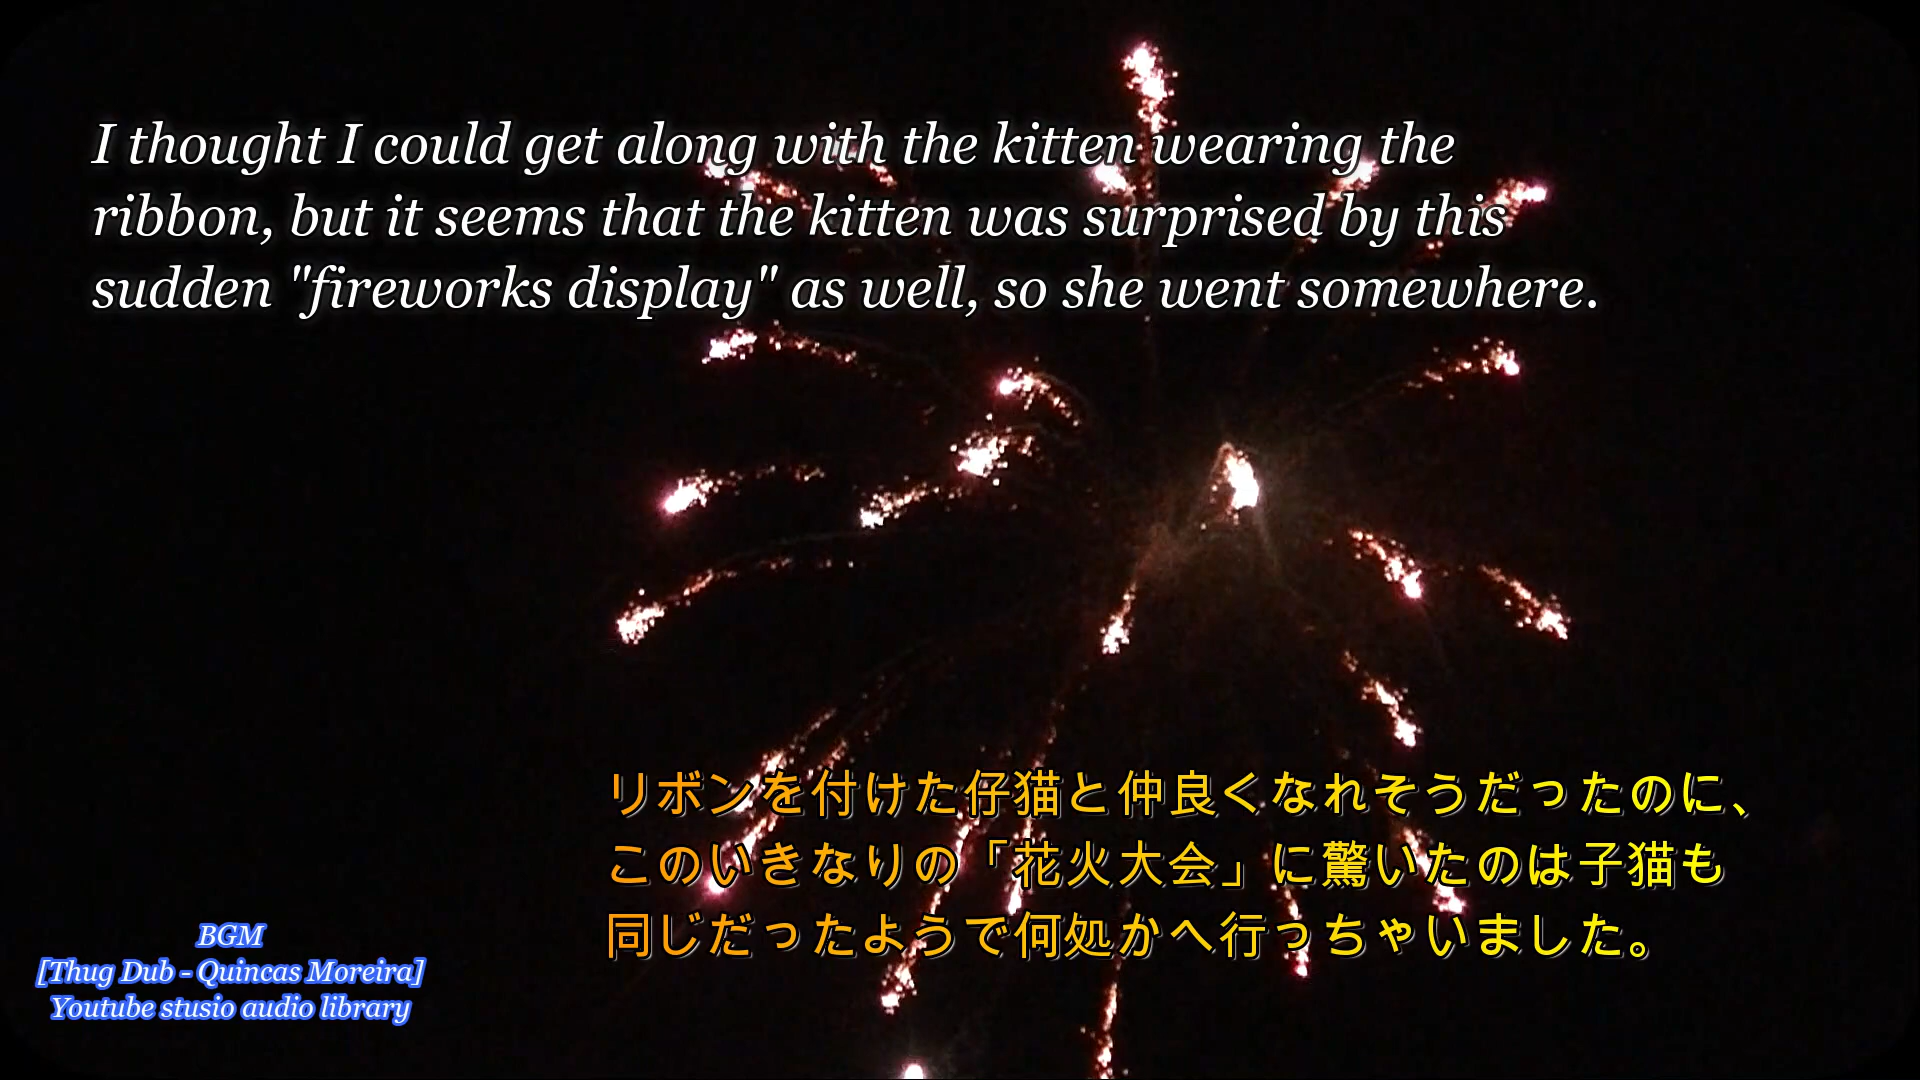 I thought I could get along with the kitten wearing the
ribbon, but it seems that the kitten was surprised by this
sudden "fireworks display" as well, so she went somewhere.
リボンを付けた仔猫と仲良くなれそうだったのに、
このいきなりの「花火大会」に驚いたのは子猫も
同じだったようで何処かへ行っちゃいました。
BGM
[Thug Dub - Quincas Moreira]
Youtube stusio audio library